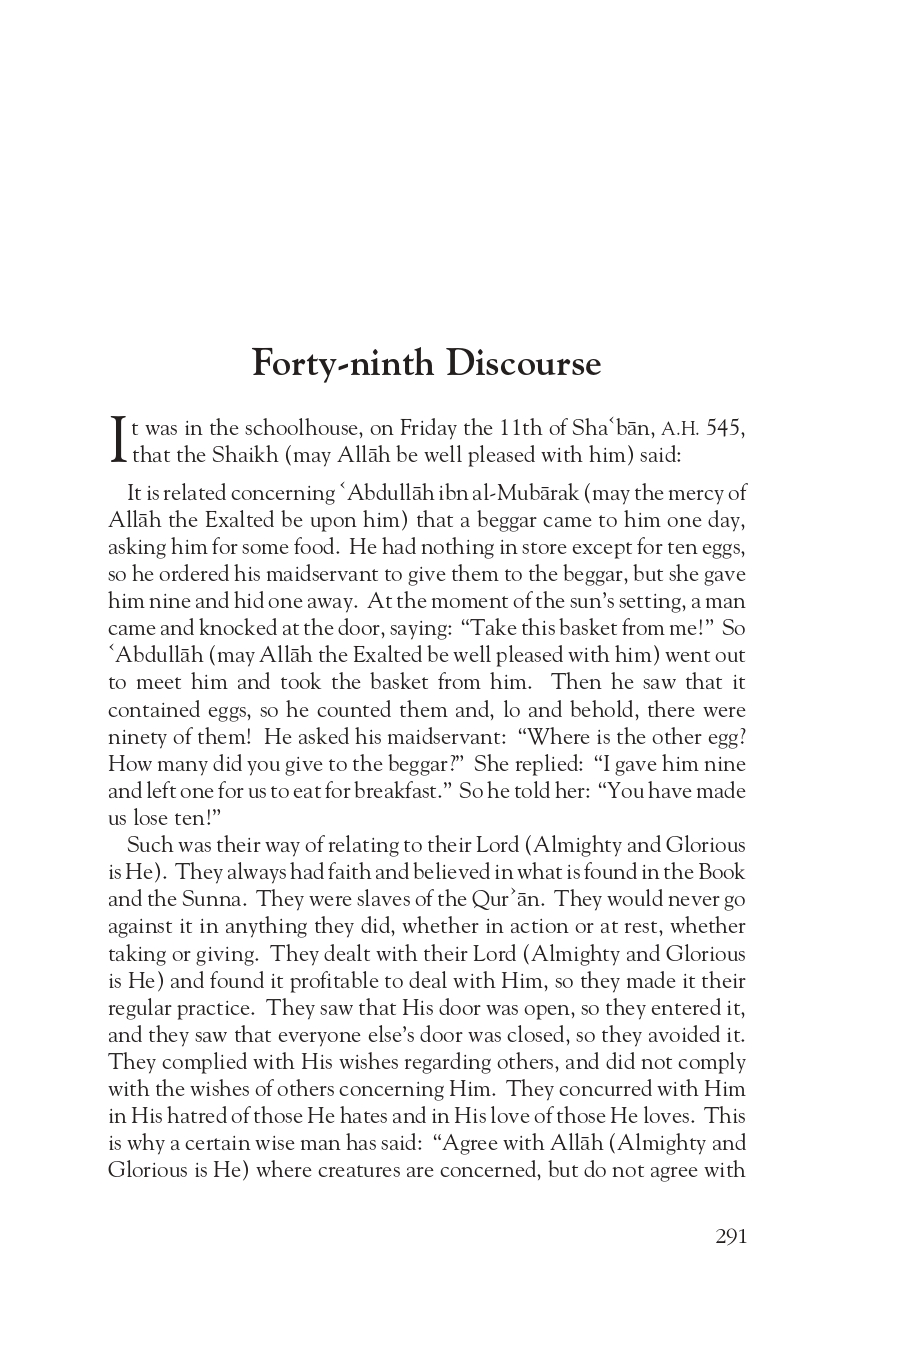 Forty-ninth Discourse
It was in the schoolhouse, on Friday the 11th of Shaʿbān, A.H. 545,
that the Shaikh (may Allāh be well pleased with him) said:
It is related concerning ʿAbdullāh ibn al-Mubārak (may the mercy of
Allāh the Exalted be upon him) that a beggar came to him one day,
asking him for some food. He had nothing in store except for ten eggs,
so he ordered his maidservant to give them to the beggar, but she gave
him nine and hid one away. At the moment of the sun’s setting, a man
came and knocked at the door, saying: “Take this basket from me!” So
ʿAbdullāh (may Allāh the Exalted be well pleased with him) went out
to meet him and took the basket from him. Then he saw that it
contained eggs, so he counted them and, lo and behold, there were
ninety of them! He asked his maidservant: “Where is the other egg?
How many did you give to the beggar?” She replied: “I gave him nine
and left one for us to eat for breakfast.” So he told her: “You have made
us lose ten!”
Such was their way of relating to their Lord (Almighty and Glorious
is He). They always had faith and believed in what is found in the Book
and the Sunna. They were slaves of the Qurʾān. They would never go
against it in anything they did, whether in action or at rest, whether
taking or giving. They dealt with their Lord (Almighty and Glorious
is He) and found it profitable to deal with Him, so they made it their
regular practice. They saw that His door was open, so they entered it,
and they saw that everyone else’s door was closed, so they avoided it.
They complied with His wishes regarding others, and did not comply
with the wishes of others concerning Him. They concurred with Him
in His hatred of those He hates and in His love of those He loves. This
is why a certain wise man has said: “Agree with Allāh (Almighty and
Glorious is He) where creatures are concerned, but do not agree with
291